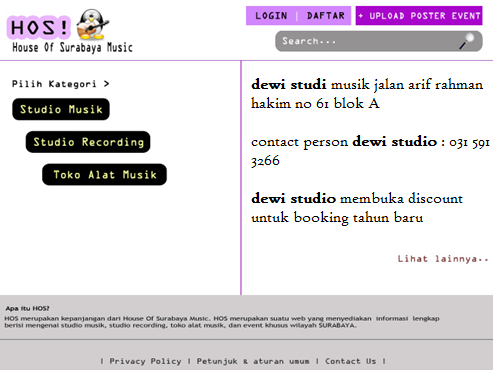 HOS!
House Of Surabaya Music
LOGIN | DAFTAR
+ UPLOAD POSTER EVENT
Search...
Pilih Kategori >
Studio Musik
Studio Recording
Toko Alat Musik
dewi studi musik jalan arif rahman
hakim no 61 blok A
contact person dewi studio : 031 591
3266
dewi studio membuka discount
untuk booking tahun baru
Lihat lainnya..
Apa itu HOS?
HOS merupakan kepanjangan dari House Of Surabaya Music. HOS merupakan suatu web yang menyediakan informasi lengkap
berisi mengenai studio musik, studio recording, toko alat musik, dan event khusus wilayah SURABAYA.
| Privacy Policy | Petunjuk & aturan umum | Contact Us |